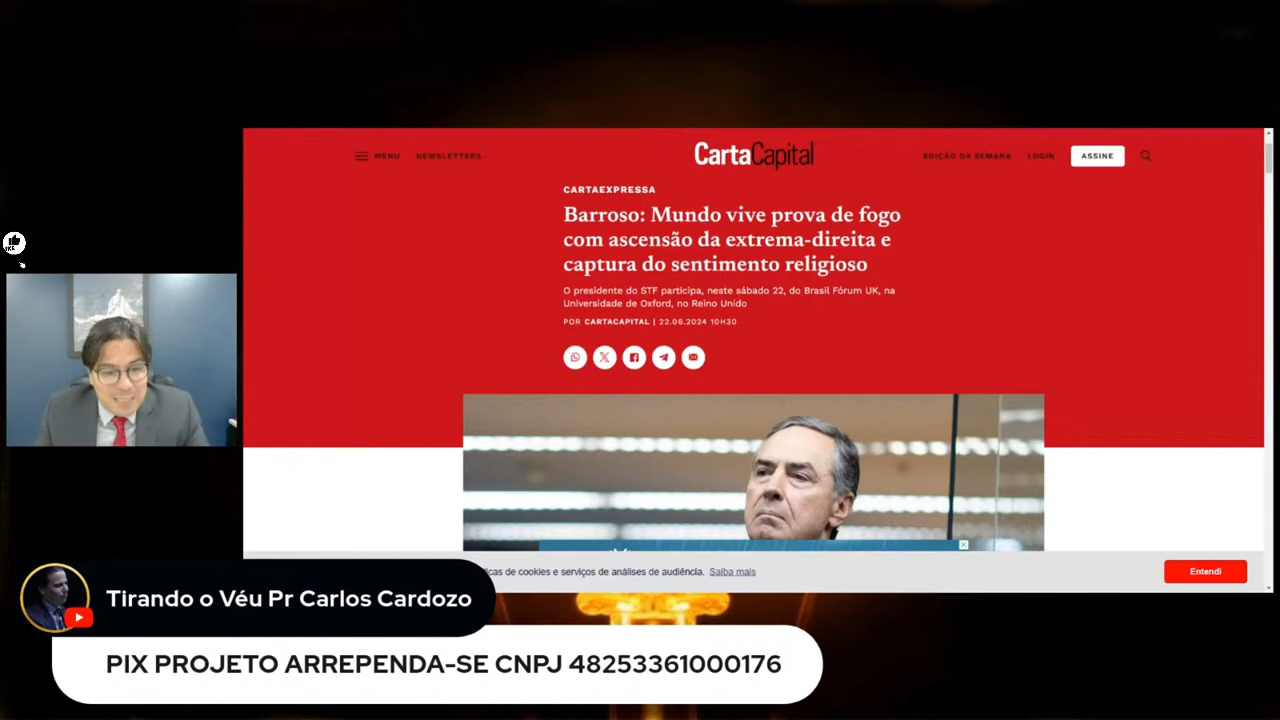 MENU NEWSLETTERS CartaCapital EDIÇÃO DA SEMANA LOGIN ASSINE
CARTAEXPRESSA
Barroso: Mundo vive prova de fogo
com ascensão da extrema-direita e
captura do sentimento religioso
O presidente do STF participa, neste sábado 22, do Brasil Fórum UK, na
Universidade de Oxford, no Reino Unido
POR CARTACAPITAL | 22.06.2024 10H30
de cookies e serviços de análises de audiência. Saiba mais
Entendi
Tirando o Véu Pr Carlos Cardozo
PIX PROJETO ARREPENDA-SE CNPJ 48253361000176